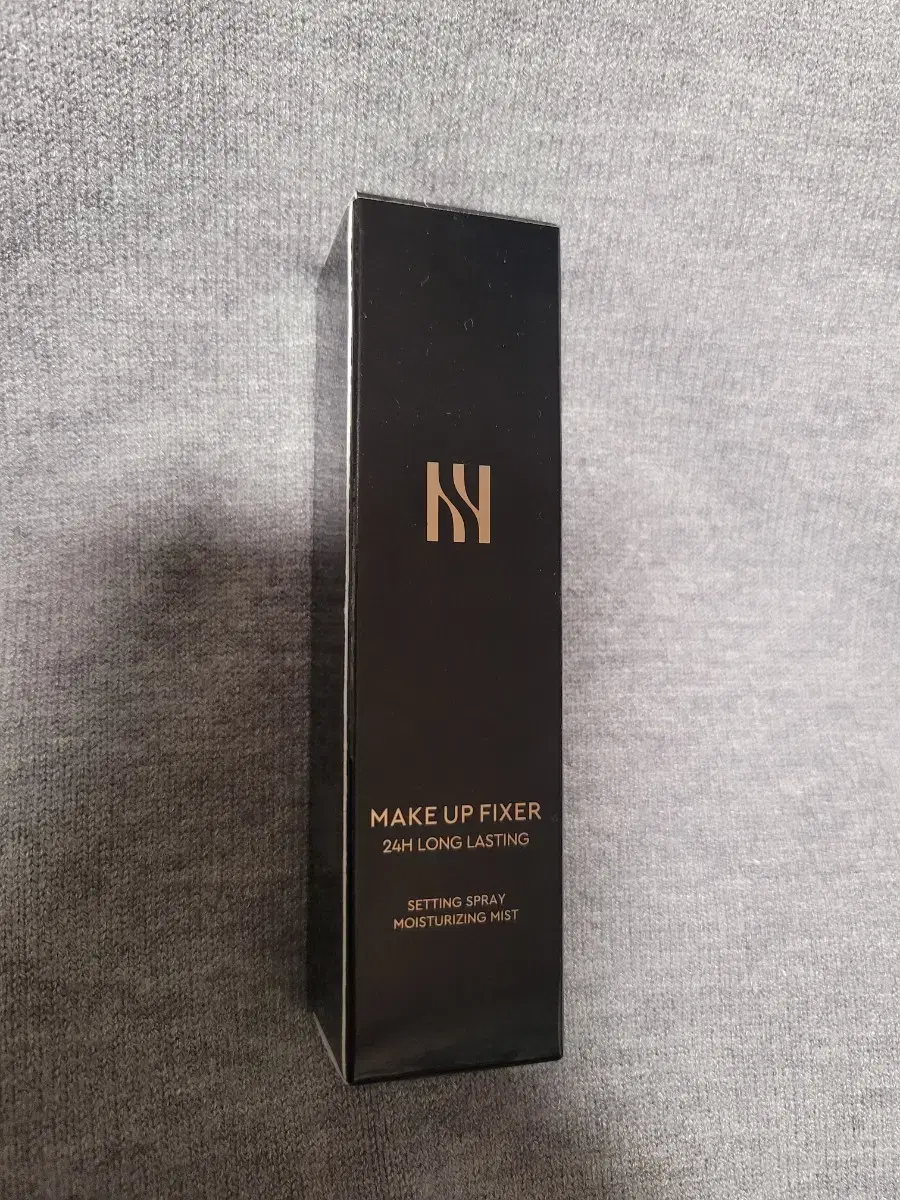 MAKE UP FIXER
24H LONG LASTING
SETTING SPRAY
MOISTURIZING MIST